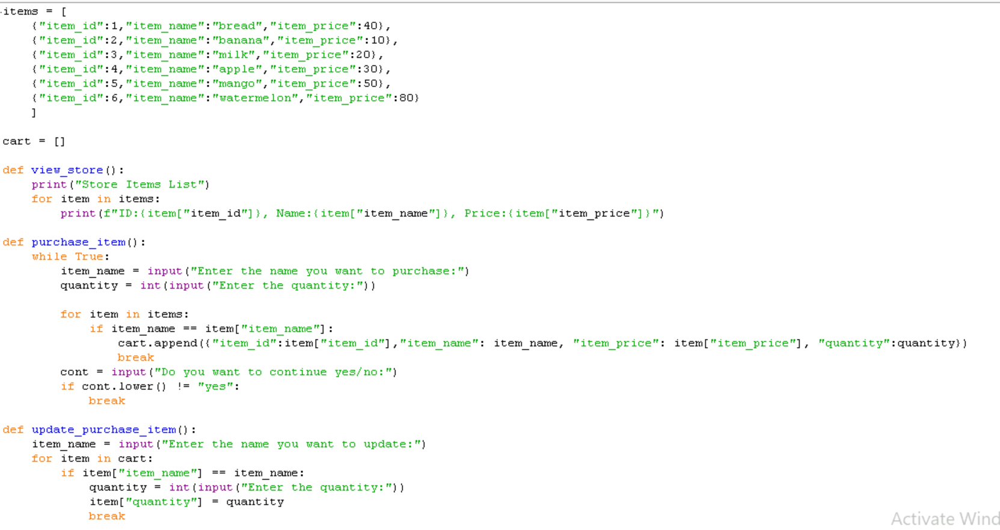 items = [
    {"item_id":1,"item_name":"bread","item_price":40},
    {"item_id":2,"item_name":"banana","item_price":10},
    {"item_id":3,"item_name":"milk","item_price":20},
    {"item_id":4,"item_name":"apple","item_price":30},
    {"item_id":5,"item_name":"mango","item_price":50},
    {"item_id":6,"item_name":"watermelon","item_price":80}
    ]

cart = []

def view_store():
    print("Store Items List")
    for item in items:
        print(f"ID:{item["item_id"]}, Name:{item["item_name"]}, Price:{item["item_price"]}")

def purchase_item():
    while True:
        item_name = input("Enter the name you want to purchase:")
        quantity = int(input("Enter the quantity:"))

        for item in items:
            if item_name == item["item_name"]:
                cart.append({"item_id":item["item_id"],"item_name": item_name, "item_price": item["item_price"], "quantity":quantity})
                break
        cont = input("Do you want to continue yes/no:")
        if cont.lower() != "yes":
            break

def update_purchase_item():
    item_name = input("Enter the name you want to update:")
    for item in cart:
        if item["item_name"] == item_name:
            quantity = int(input("Enter the quantity:"))
            item["quantity"] = quantity
            break
Activate Wind